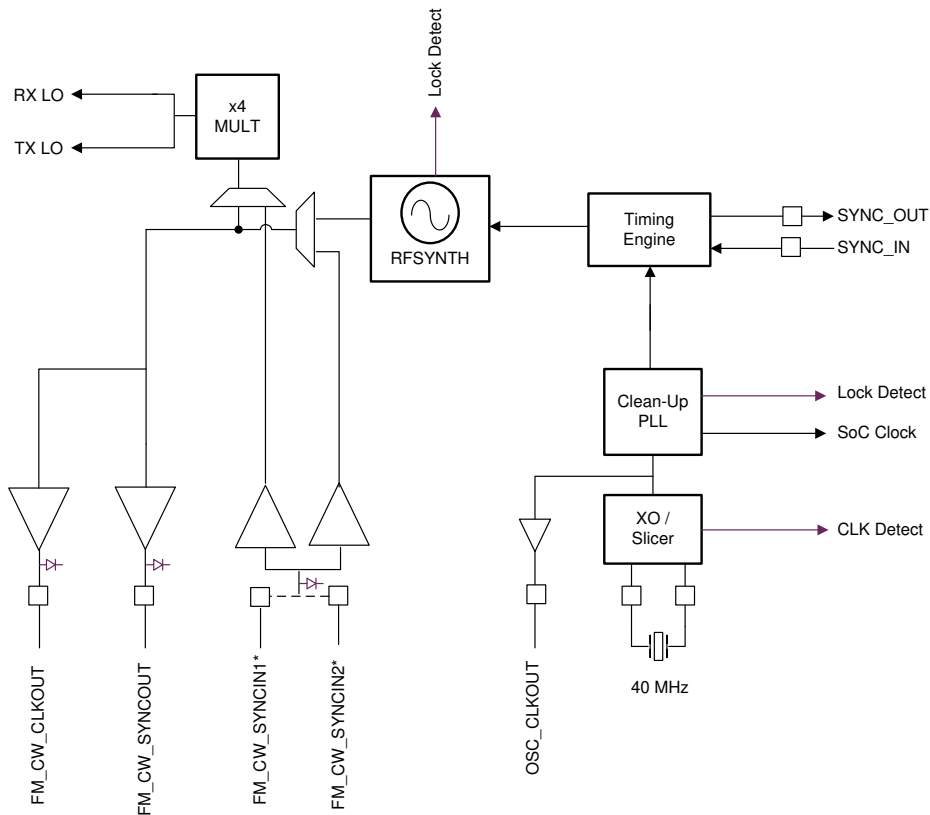 Lock Detect
RX LO
TX LO
x4
MULT
RFSYNTH
Timing
Engine
SYNC_OUT
SYNC_IN
Clean-Up
PLL
Lock Detect
SoC Clock
XO /
Slicer
CLK Detect
40 MHz
FM_CW_CLKOUT
FM_CW_SYNCOUT
FM_CW_SYNCIN1*
FM_CW_SYNCIN2*
OSC_CLKOUT